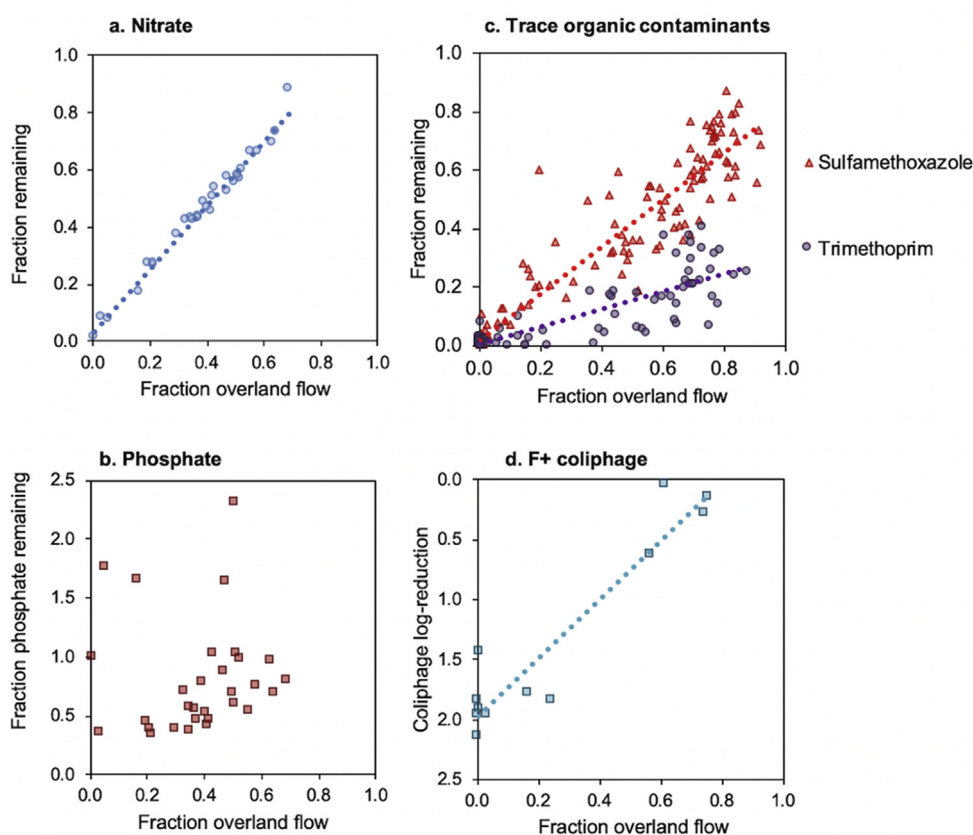 a. Nitrate
1.0
0.8
0.6
0.4
0.2
0.0
Fraction remaining
0.0 0.2 0.4 0.6 0.8 1.0
Fraction overland flow
c. Trace organic contaminants
1.0
0.8
0.6
0.4
0.2
0.0
Fraction remaining
0.0 0.2 0.4 0.6 0.8 1.0
Fraction overland flow
Sulfamethoxazole
Trimethoprim
b. Phosphate
2.5
2.0
1.5
1.0
0.5
0.0
Fraction phosphate remaining
0.0 0.2 0.4 0.6 0.8 1.0
Fraction overland flow
d. F+ coliphage
0.0
0.5
1.0
1.5
2.0
2.5
Coliphage log-reduction
0.0 0.2 0.4 0.6 0.8 1.0
Fraction overland flow